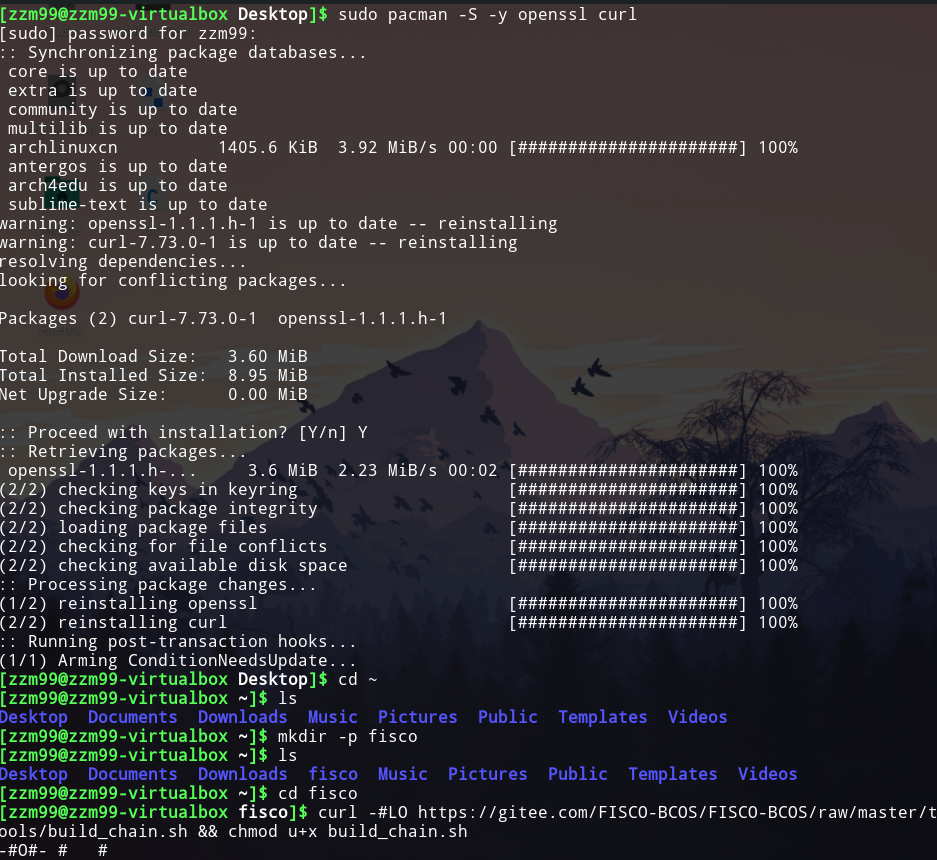 [zzm99@zzm99-virtualbox Desktop]$ sudo pacman -S -y openssl curl
[sudo] password for zzm99:
:: Synchronizing package databases...
 core is up to date
 extra is up to date
 community is up to date
 multilib is up to date
 archlinuxcn          1405.6 KiB  3.92 MiB/s 00:00 [######################] 100%
 antergos is up to date
 arch4edu is up to date
 sublime-text is up to date
warning: openssl-1.1.1.h-1 is up to date -- reinstalling
warning: curl-7.73.0-1 is up to date -- reinstalling
resolving dependencies...
looking for conflicting packages...

Packages (2) curl-7.73.0-1  openssl-1.1.1.h-1

Total Download Size:   3.60 MiB
Total Installed Size:  8.95 MiB
Net Upgrade Size:      0.00 MiB

:: Proceed with installation? [Y/n] Y
:: Retrieving packages...
 openssl-1.1.1.h-...     3.6 MiB  2.23 MiB/s 00:02 [######################] 100%
(2/2) checking keys in keyring                     [######################] 100%
(2/2) checking package integrity                   [######################] 100%
(2/2) loading package files                        [######################] 100%
(2/2) checking for file conflicts                  [######################] 100%
(2/2) checking available disk space                [######################] 100%
:: Processing package changes...
(1/2) reinstalling openssl                         [######################] 100%
(2/2) reinstalling curl                            [######################] 100%
:: Running post-transaction hooks...
(1/1) Arming ConditionNeedsUpdate...
[zzm99@zzm99-virtualbox Desktop]$ cd ~
[zzm99@zzm99-virtualbox ~]$ ls
Desktop  Documents  Downloads  Music  Pictures  Public  Templates  Videos
[zzm99@zzm99-virtualbox ~]$ mkdir -p fisco
[zzm99@zzm99-virtualbox ~]$ ls
Desktop  Documents  Downloads  fisco  Music  Pictures  Public  Templates  Videos
[zzm99@zzm99-virtualbox ~]$ cd fisco
[zzm99@zzm99-virtualbox fisco]$ curl -#LO https://gitee.com/FISCO-BCOS/FISCO-BCOS/raw/master/t
ools/build_chain.sh && chmod u+x build_chain.sh
-#O#- #   #